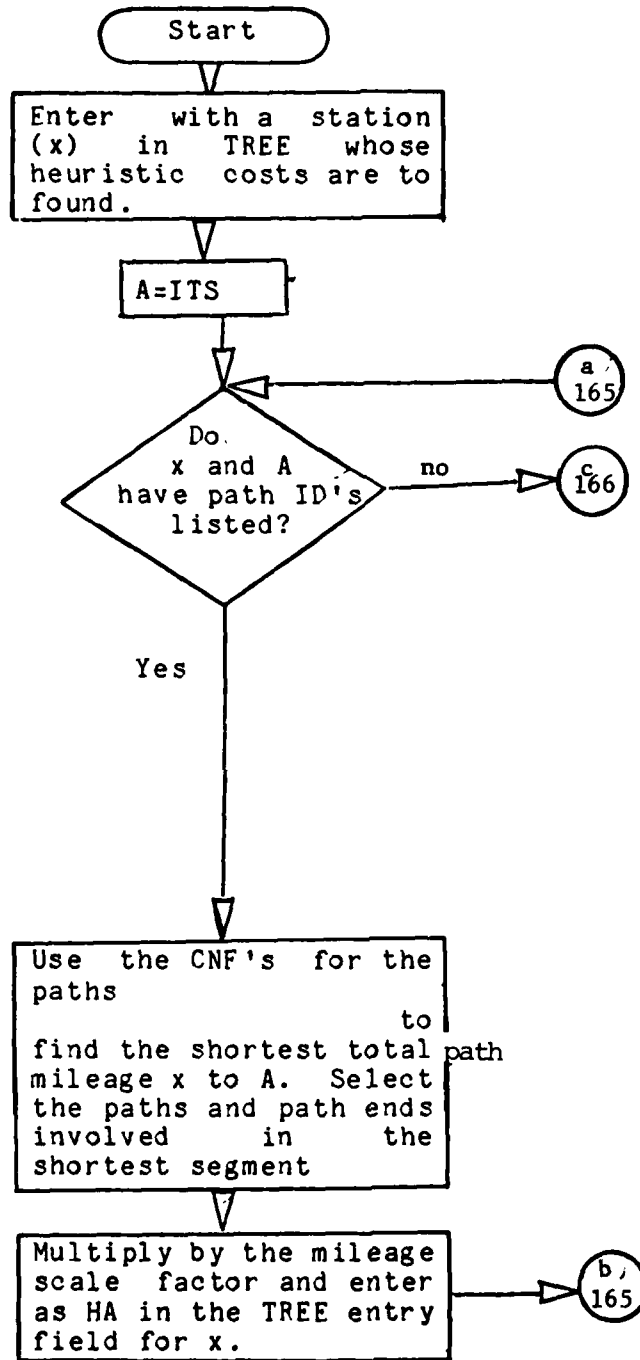 Start
Enter with a station
(x) in TREE whose
heuristic costs are to
found.
A=ITS
a
165
Do
x and A
have path ID's
listed?
no
c
166
Yes
Use the CNF's for the
paths
to
find the shortest total path
mileage x to A. Select
the paths and path ends
involved in the
shortest segment
Multiply by the mileage
scale factor and enter
as HA in the TREE entry
field for x.
b
165